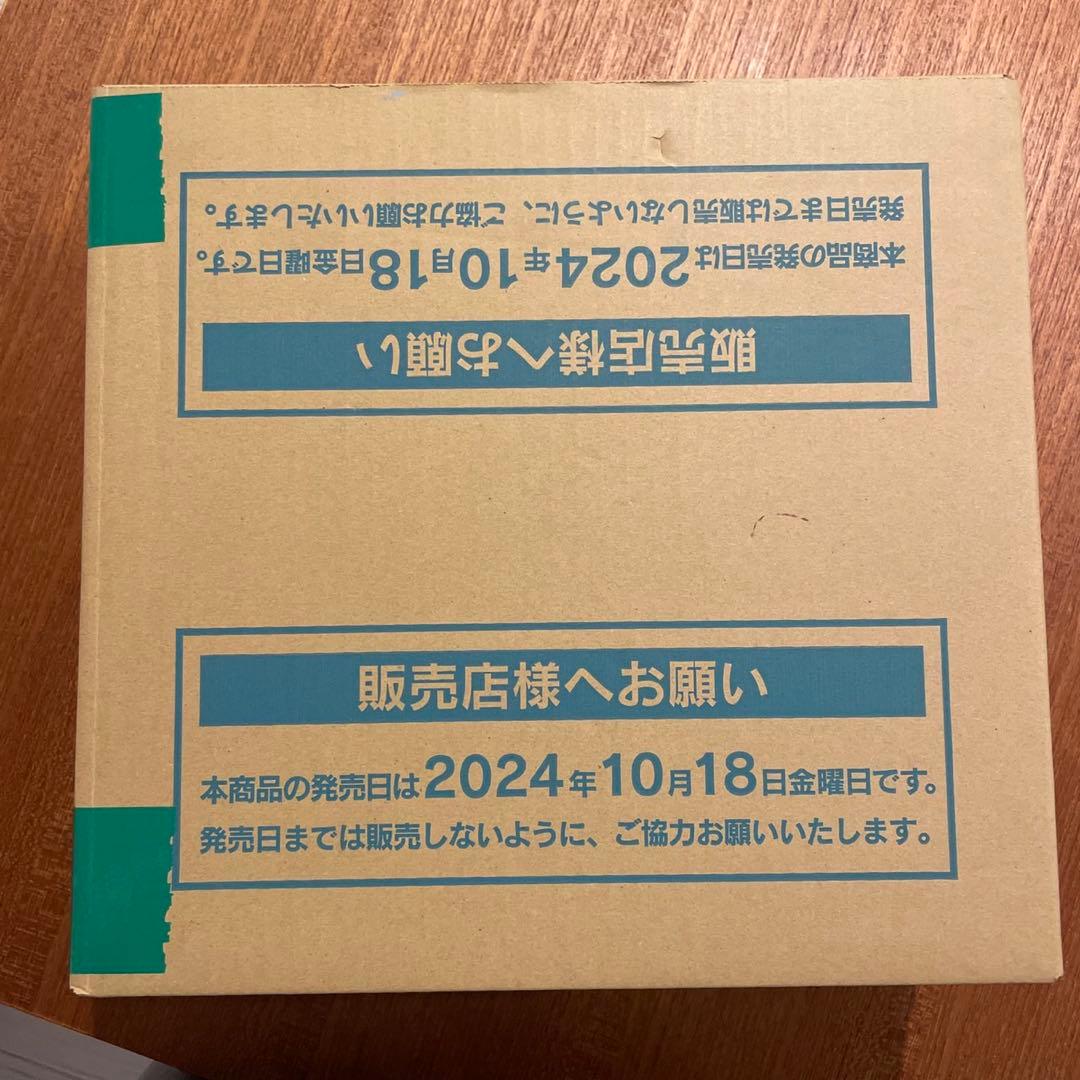 発売日までは販売しないように、ご協力お願いいたします。
本商品の発売日は2024年10月18日金曜日です。
販売店様へお願い
販売店様へお願い
本商品の発売日は2024年10月18日金曜日です。
発売日までは販売しないように、ご協力お願いいたします。